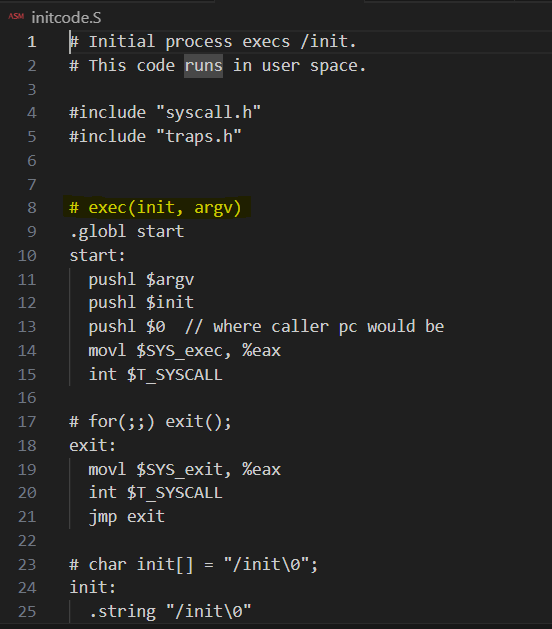 ASM initcode.S
1 # Initial process execs /init.
2 # This code runs in user space.
3
4 #include "syscall.h"
5 #include "traps.h"
6
7
8 # exec(init, argv)
9 .globl start
10 start:
11   pushl $argv
12   pushl $init
13   pushl $0  // where caller pc would be
14   movl $SYS_exec, %eax
15   int $T_SYSCALL
16
17 # for(;;) exit();
18 exit:
19   movl $SYS_exit, %eax
20   int $T_SYSCALL
21   jmp exit
22
23 # char init[] = "/init\0";
24 init:
25   .string "/init\0"